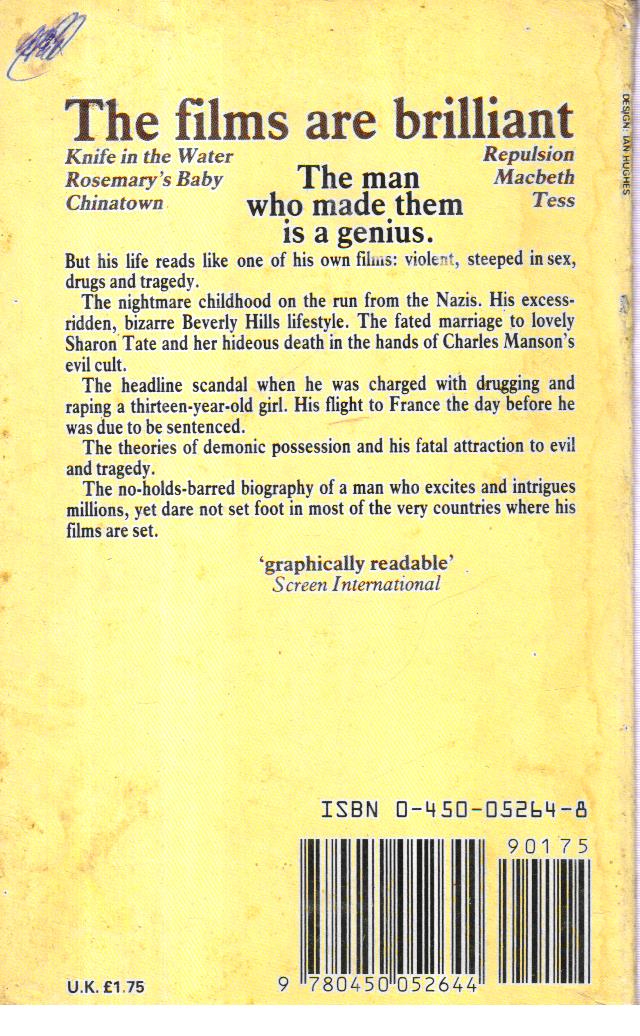 The films are brilliant
Knife in the Water
Rosemary's Baby
Chinatown
The man
who made them
is a genius.
Repulsion
Macbeth
Tess
But his life reads like one of his own films: violent, steeped in sex,
drugs and tragedy.
The nightmare childhood on the run from the Nazis. His excess-
ridden, bizarre Beverly Hills lifestyle. The fated marriage to lovely
Sharon Tate and her hideous death in the hands of Charles Manson's
evil cult.
The headline scandal when he was charged with drugging and
raping a thirteen-year-old girl. His flight to France the day before he
was due to be sentenced.
The theories of demonic possession and his fatal attraction to evil
and tragedy.
The no-holds-barred biography of a man who excites and intrigues
millions, yet dare not set foot in most of the very countries where his
films are set.
'graphically readable'
Screen International
DESIGN: IAN HUGHES
ISBN 0-450-05264-8
90175
9 780450 052644
U.K. £1.75